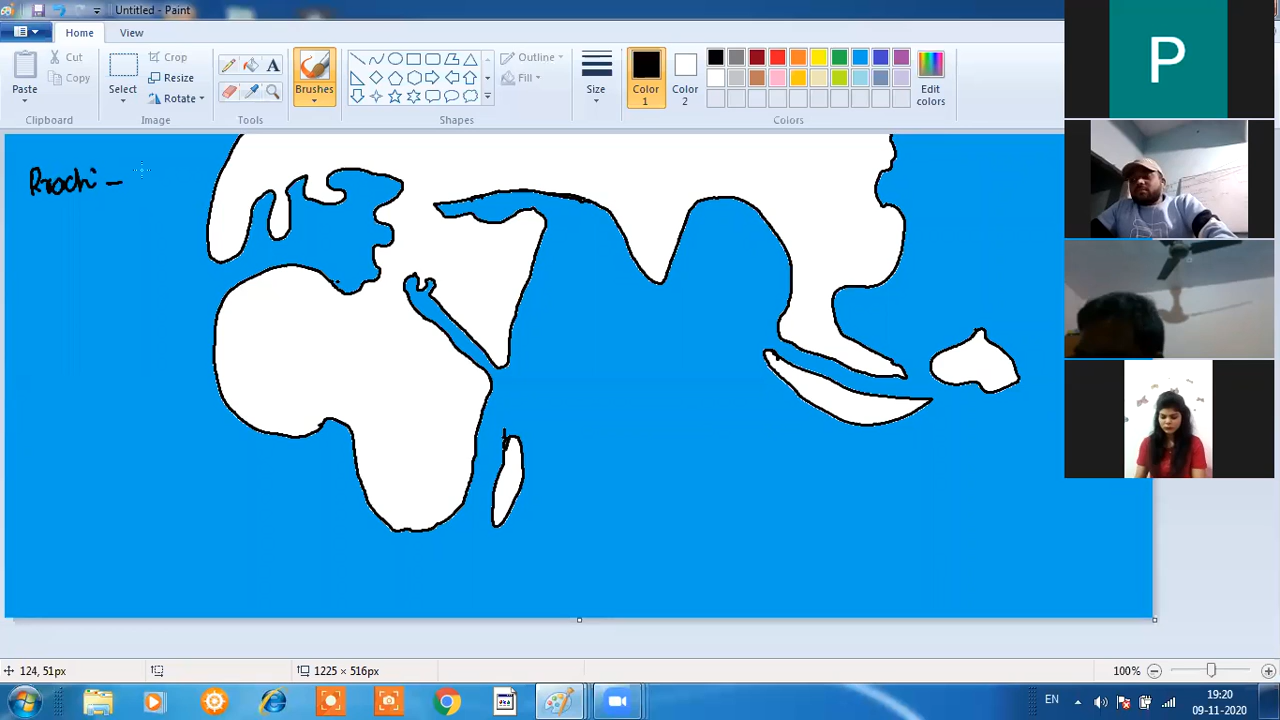 Untitled - Paint
Home
View
Paste
Cut
Copy
Clipboard
Select
Crop
Resize
Rotate
Image
Tools
Brushes
Shapes
Outline
Fill
Size
Color 1
Color 2
Edit colors
Colors
P
Prachi -
124, 51px
1225 × 516px
100%
EN
19:20
09-11-2020